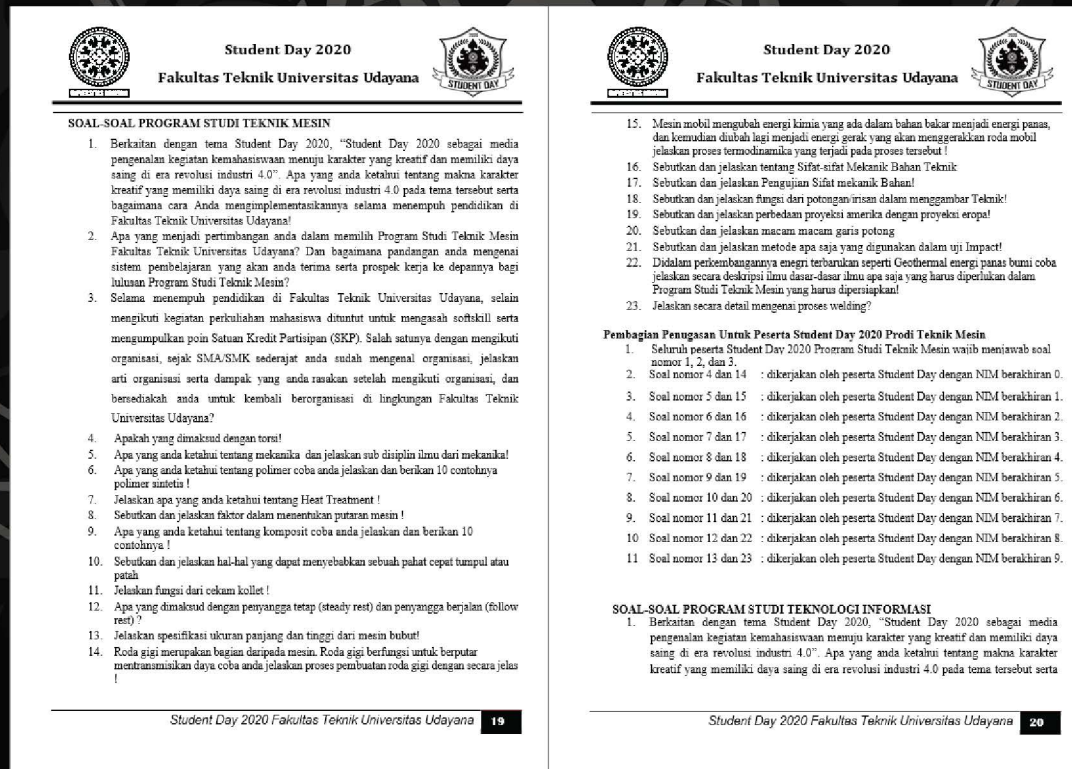 Student Day 2020
Fakultas Teknik Universitas Udayana
STUDENT DAY
SOAL-SOAL PROGRAM STUDI TEKNIK MESIN
1. Berkaitan dengan tema Student Day 2020, “Student Day 2020 sebagai media
pengenalan kegiatan kemahasiswaan menuju karakter yang kreatif dan memiliki daya
saing di era revolusi industri 4.0”. Apa yang anda ketahui tentang makna karakter
kreatif yang memiliki daya saing di era revolusi industri 4.0 pada tema tersebut serta
bagaimana cara Anda mengimplementasikannya selama menempuh pendidikan di
Fakultas Teknik Universitas Udayana!
2. Apa yang menjadi pertimbangan anda dalam memilih Program Studi Teknik Mesin
Fakultas Teknik Universitas Udayana? Dan bagaimana pandangan anda mengenai
sistem pembelajaran yang akan anda terima serta prospek kerja ke depannya bagi
lulusan Program Studi Teknik Mesin?
3. Selama menempuh pendidikan di Fakultas Teknik Universitas Udayana, selain
mengikuti kegiatan perkuliahan mahasiswa dituntut untuk mengasah softskill serta
mengumpulkan poin Satuan Kredit Partisipan (SKP). Salah satunya dengan mengikuti
organisasi, sejak SMA/SMK sederajat anda sudah mengenal organisasi, jelaskan
arti organisasi serta dampak yang anda rasakan setelah mengikuti organisasi, dan
bersediakah anda untuk kembali berorganisasi di lingkungan Fakultas Teknik
Universitas Udayana?
4. Apakah yang dimaksud dengan torsi!
5. Apa yang anda ketahui tentang mekanika dan jelaskan sub disiplin ilmu dari mekanika!
6. Apa yang anda ketahui tentang polimer coba anda jelaskan dan berikan 10 contohnya
polimer sintetis !
7. Jelaskan apa yang anda ketahui tentang Heat Treatment !
8. Sebutkan dan jelaskan faktor dalam menentukan putaran mesin !
9. Apa yang anda ketahui tentang komposit coba anda jelaskan dan berikan 10
contohnya !
10. Sebutkan dan jelaskan hal-hal yang dapat menyebabkan sebuah pahat cepat tumpul atau
patah
11. Jelaskan fungsi dari cekam kollet !
12. Apa yang dimaksud dengan penyangga tetap (steady rest) dan penyangga berjalan (follow
rest) ?
13. Jelaskan spesifikasi ukuran panjang dan tinggi dari mesin bubut!
14. Roda gigi merupakan bagian daripada mesin. Roda gigi berfungsi untuk berputar
mentransmisikan daya coba anda jelaskan proses pembuatan roda gigi dengan secara jelas
!
Student Day 2020 Fakultas Teknik Universitas Udayana 19
Student Day 2020
Fakultas Teknik Universitas Udayana
STUDENT DAY
15. Mesin mobil mengubah energi kimia yang ada dalam bahan bakar menjadi energi panas,
dan kemudian diubah lagi menjadi energi gerak yang akan menggerakkan roda mobil
jelaskan proses termodinamika yang terjadi pada proses tersebut !
16. Sebutkan dan jelaskan tentang Sifat-sifat Mekanik Bahan Teknik
17. Sebutkan dan jelaskan Pengujian Sifat mekanik Bahan!
18. Sebutkan dan jelaskan fungsi dari potongan/irisan dalam menggambar Teknik!
19. Sebutkan dan jelaskan perbedaan proyeksi amerika dengan proyeksi eropa!
20. Sebutkan dan jelaskan macam macam garis potong
21. Sebutkan dan jelaskan metode apa saja yang digunakan dalam uji Impact!
22. Didalam perkembangannya enegri terbarukan seperti Geothermal energi panas bumi coba
jelaskan secara deskripsi ilmu dasar-dasar ilmu apa saja yang harus diperlukan dalam
Program Studi Teknik Mesin yang harus dipersiapkan!
23. Jelaskan secara detail mengenai proses welding?
Pembagian Penugasan Untuk Peserta Student Day 2020 Prodi Teknik Mesin
1. Seluruh peserta Student Day 2020 Program Studi Teknik Mesin wajib menjawab soal
nomor 1, 2, dan 3.
2. Soal nomor 4 dan 14 : dikerjakan oleh peserta Student Day dengan NIM berakhiran 0.
3. Soal nomor 5 dan 15 : dikerjakan oleh peserta Student Day dengan NIM berakhiran 1.
4. Soal nomor 6 dan 16 : dikerjakan oleh peserta Student Day dengan NIM berakhiran 2.
5. Soal nomor 7 dan 17 : dikerjakan oleh peserta Student Day dengan NIM berakhiran 3.
6. Soal nomor 8 dan 18 : dikerjakan oleh peserta Student Day dengan NIM berakhiran 4.
7. Soal nomor 9 dan 19 : dikerjakan oleh peserta Student Day dengan NIM berakhiran 5.
8. Soal nomor 10 dan 20 : dikerjakan oleh peserta Student Day dengan NIM berakhiran 6.
9. Soal nomor 11 dan 21 : dikerjakan oleh peserta Student Day dengan NIM berakhiran 7.
10 Soal nomor 12 dan 22 : dikerjakan oleh peserta Student Day dengan NIM berakhiran 8.
11 Soal nomor 13 dan 23 : dikerjakan oleh peserta Student Day dengan NIM berakhiran 9.
SOAL-SOAL PROGRAM STUDI TEKNOLOGI INFORMASI
1. Berkaitan dengan tema Student Day 2020, “Student Day 2020 sebagai media
pengenalan kegiatan kemahasiswaan menuju karakter yang kreatif dan memiliki daya
saing di era revolusi industri 4.0”. Apa yang anda ketahui tentang makna karakter
kreatif yang memiliki daya saing di era revolusi industri 4.0 pada tema tersebut serta
Student Day 2020 Fakultas Teknik Universitas Udayana 20